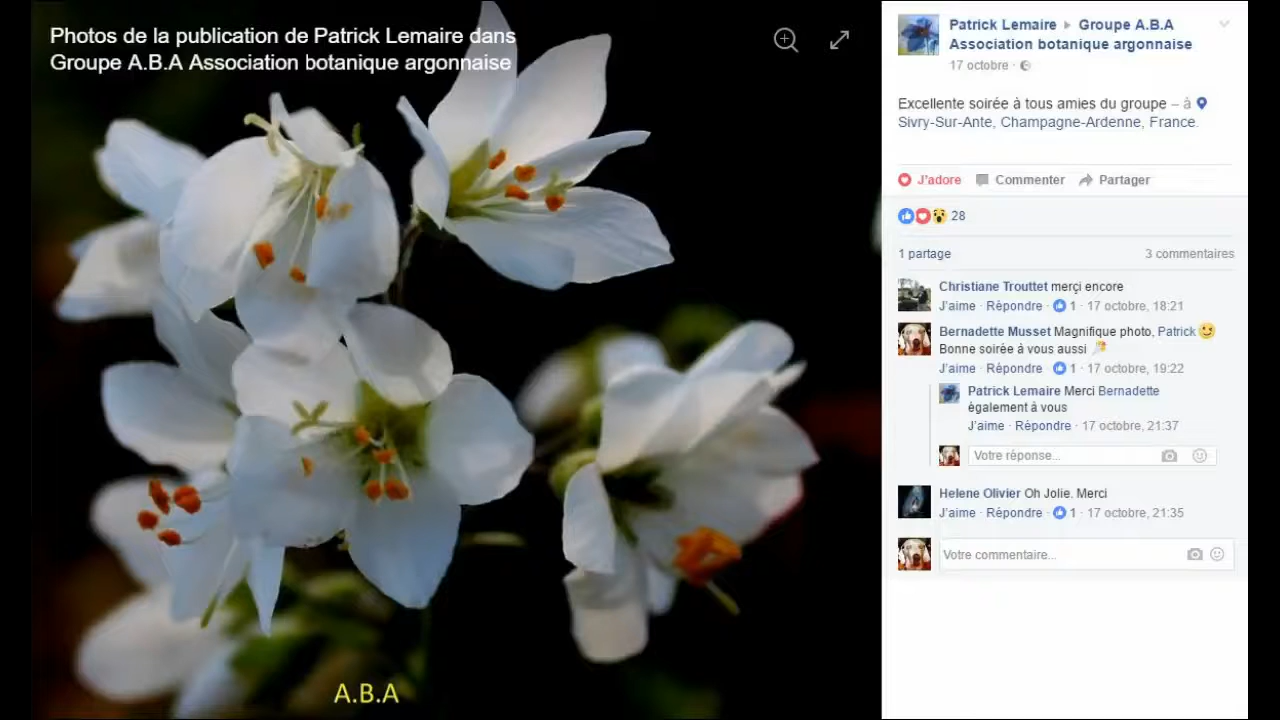 Photos de la publication de Patrick Lemaire dans
Groupe A.B.A Association botanique argonnaise
A.B.A
Patrick Lemaire ▸ Groupe A.B.A
Association botanique argonnaise
17 octobre ·
Excellente soirée à tous amies du groupe – à
Sivry-Sur-Ante, Champagne-Ardenne, France.
J'adore Commenter Partager
28
1 partage 3 commentaires
Christiane Trouttet merçi encore
J'aime · Répondre · 1 · 17 octobre, 18:21
Bernadette Musset Magnifique photo, Patrick 😉
Bonne soirée à vous aussi
J'aime · Répondre · 1 · 17 octobre, 19:22
Patrick Lemaire Merci Bernadette
également à vous
J'aime · Répondre · 17 octobre, 21:37
Votre réponse...
Helene Olivier Oh Jolie. Merci
J'aime · Répondre · 1 · 17 octobre, 21:35
Votre commentaire...